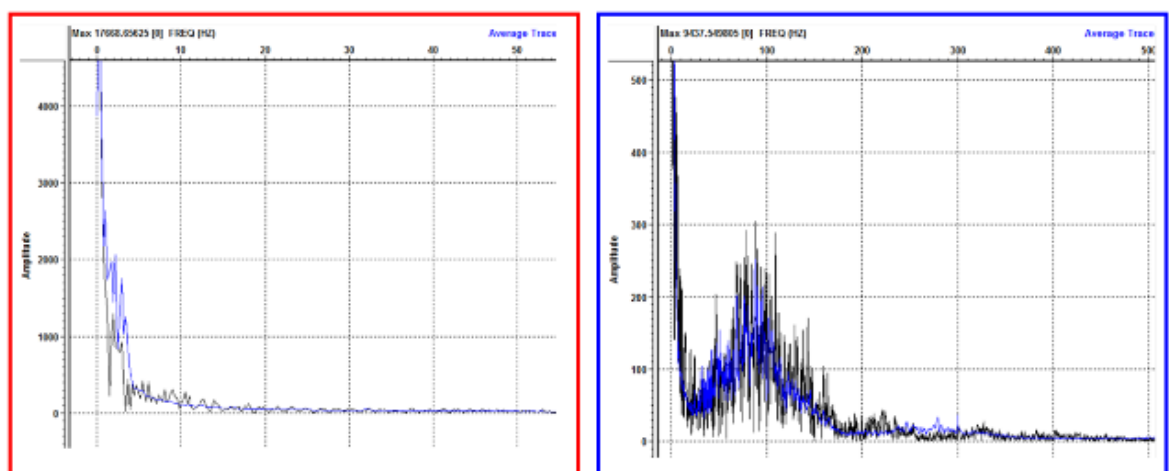 Max 17668.65625 [0] FREQ (HZ) Average Trace
0 10 20 30 40 50
4000
3000
2000
1000
0
Amplitude
Max 9437.549805 [0] FREQ (HZ) Average Trace
0 100 200 300 400 500
500
400
300
200
100
0
Amplitude